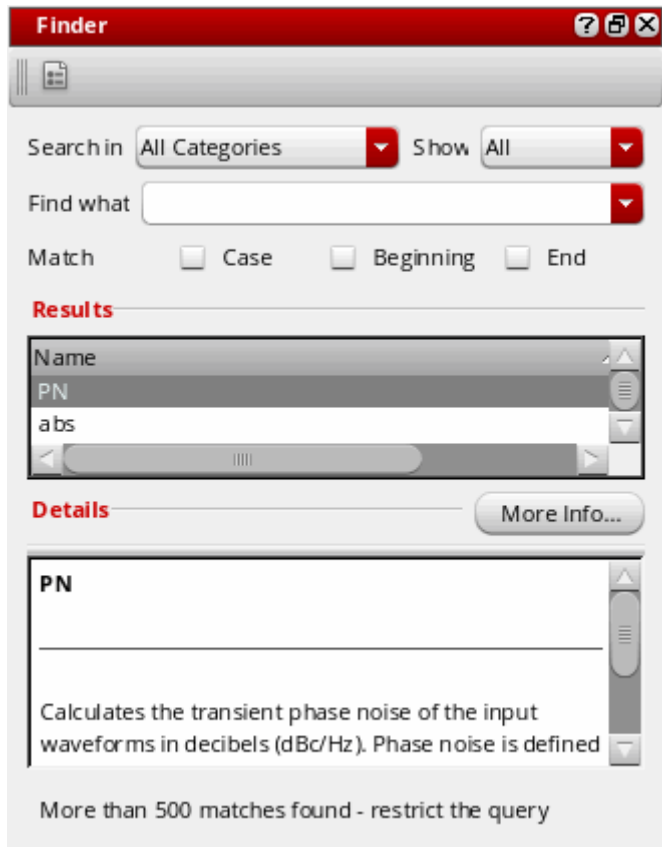 Finder
Search in All Categories Show All
Find what
Match Case Beginning End
Results
Name
PN
abs
Details More Info...
PN
Calculates the transient phase noise of the input
waveforms in decibels (dBc/Hz). Phase noise is defined
More than 500 matches found - restrict the query